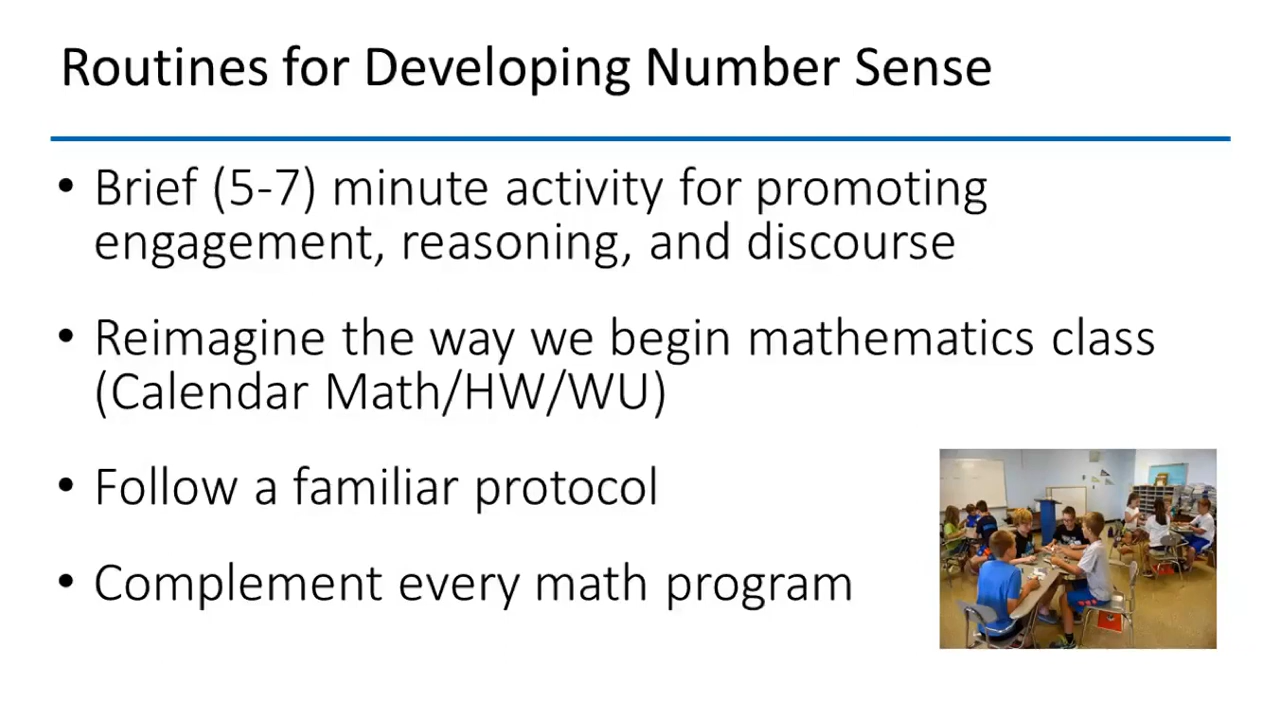 Routines for Developing Number Sense
• Brief (5-7) minute activity for promoting
engagement, reasoning, and discourse
• Reimagine the way we begin mathematics class
(Calendar Math/HW/WU)
• Follow a familiar protocol
• Complement every math program